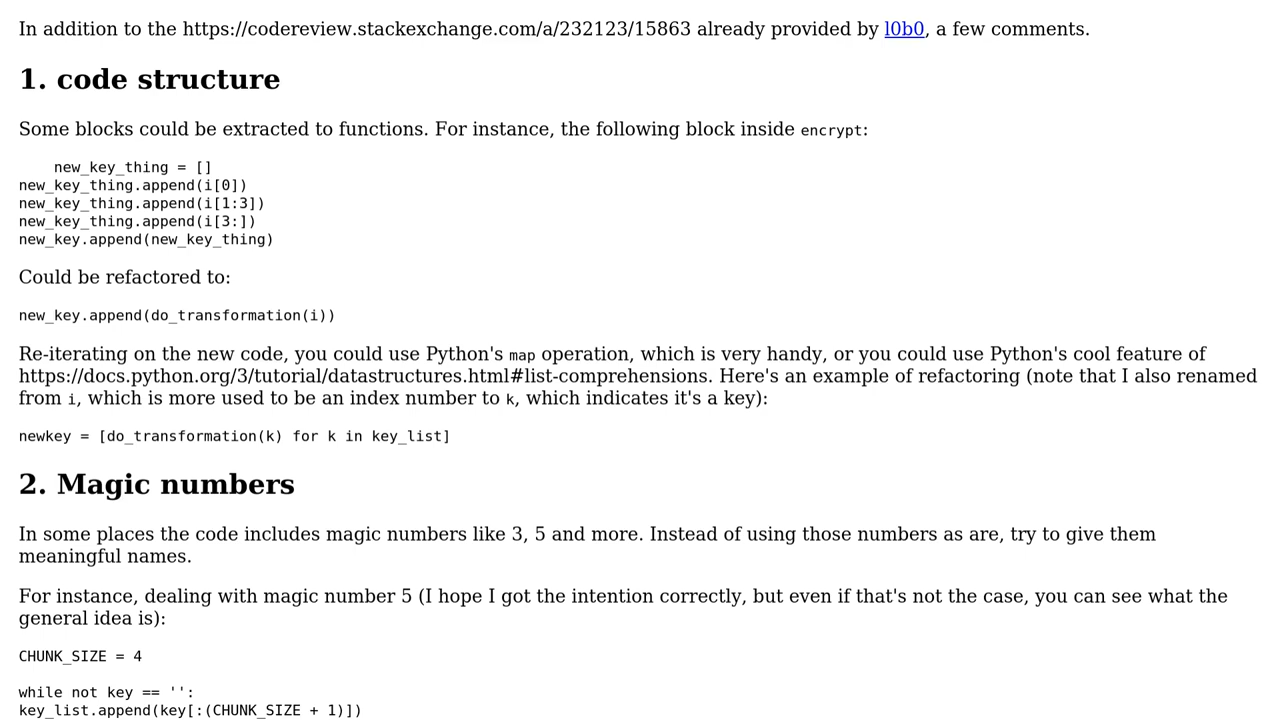 In addition to the https://codereview.stackexchange.com/a/232123/15863 already provided by l0b0, a few comments.
1. code structure
Some blocks could be extracted to functions. For instance, the following block inside encrypt:
    new_key_thing = []
new_key_thing.append(i[0])
new_key_thing.append(i[1:3])
new_key_thing.append(i[3:])
new_key.append(new_key_thing)
Could be refactored to:
new_key.append(do_transformation(i))
Re-iterating on the new code, you could use Python's map operation, which is very handy, or you could use Python's cool feature of
https://docs.python.org/3/tutorial/datastructures.html#list-comprehensions. Here's an example of refactoring (note that I also renamed
from i, which is more used to be an index number to k, which indicates it's a key):
newkey = [do_transformation(k) for k in key_list]
2. Magic numbers
In some places the code includes magic numbers like 3, 5 and more. Instead of using those numbers as are, try to give them
meaningful names.
For instance, dealing with magic number 5 (I hope I got the intention correctly, but even if that's not the case, you can see what the
general idea is):
CHUNK_SIZE = 4
while not key == '':
key_list.append(key[:(CHUNK_SIZE + 1)])